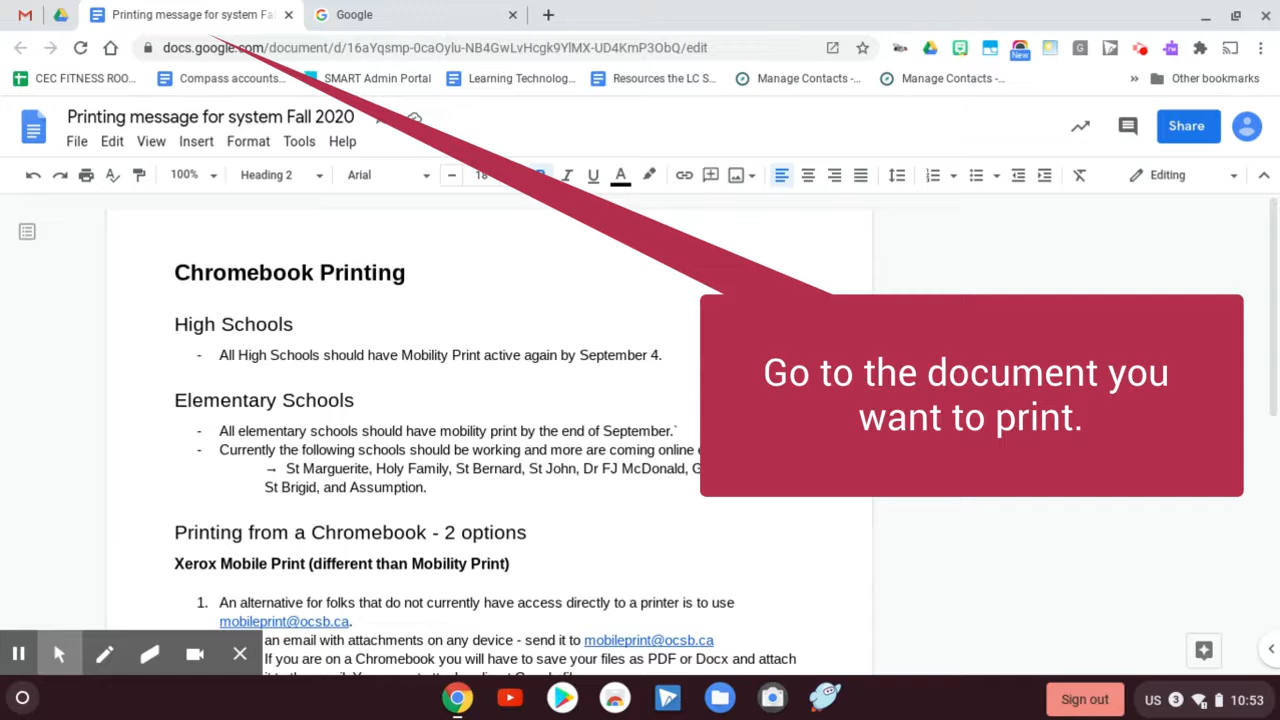 Printing message for system Fa
Google
docs.google.com/document/d/16aYqsmp-0caOylu-NB4GwLvHcgk9YlMX-UD4KmP3ObQ/edit
New
CEC FITNESS ROO...
Compass accounts...
SMART Admin Portal
Learning Technolog...
Resources the LC S...
Manage Contacts -...
Manage Contacts -...
»
Other bookmarks
Printing message for system Fall 2020
File Edit View Insert Format Tools Help
Share
100%
Heading 2
Arial
18
Editing
Chromebook Printing
High Schools
- All High Schools should have Mobility Print active again by September 4.
Elementary Schools
- All elementary schools should have mobility print by the end of September.`
- Currently the following schools should be working and more are coming online
→ St Marguerite, Holy Family, St Bernard, St John, Dr FJ McDonald,
St Brigid, and Assumption.
Go to the document you
want to print.
Printing from a Chromebook - 2 options
Xerox Mobile Print (different than Mobility Print)
1. An alternative for folks that do not currently have access directly to a printer is to use
mobileprint@ocsb.ca.
an email with attachments on any device - send it to mobileprint@ocsb.ca
If you are on a Chromebook you will have to save your files as PDF or Docx and attach
Sign out
US 3 10:53